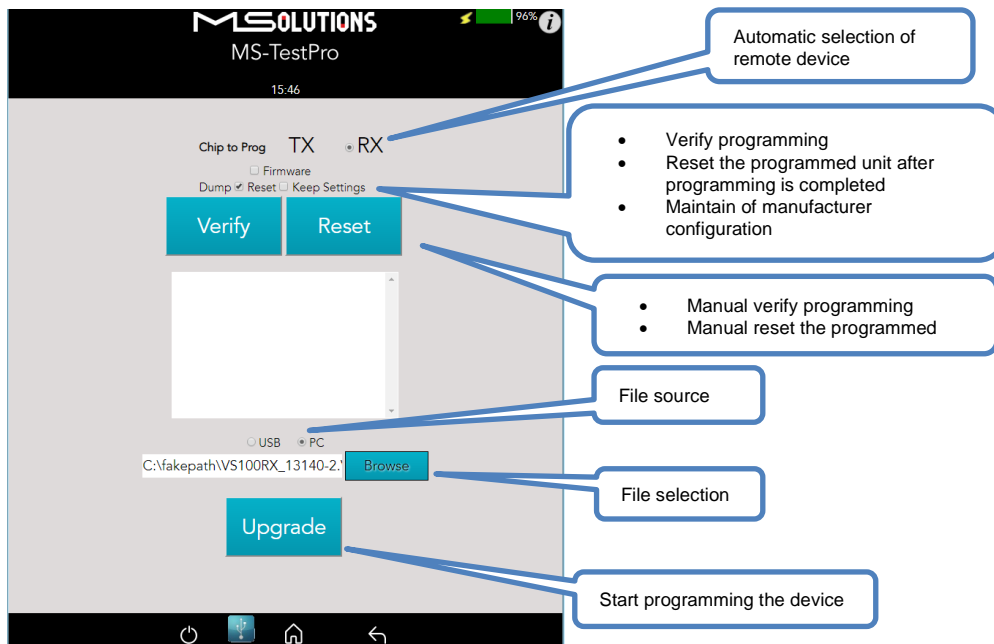 MSOLUTIONS
96%
i
MS-TestPro
15:46
Chip to Prog TX RX
Firmware
Dump Reset Keep Settings
Verify Reset
USB PC
C:\fakepath\VS100RX_13140-2.\ Browse
Upgrade
Automatic selection of
remote device
• Verify programming
• Reset the programmed unit after
programming is completed
• Maintain of manufacturer
configuration
• Manual verify programming
• Manual reset the programmed
File source
File selection
Start programming the device